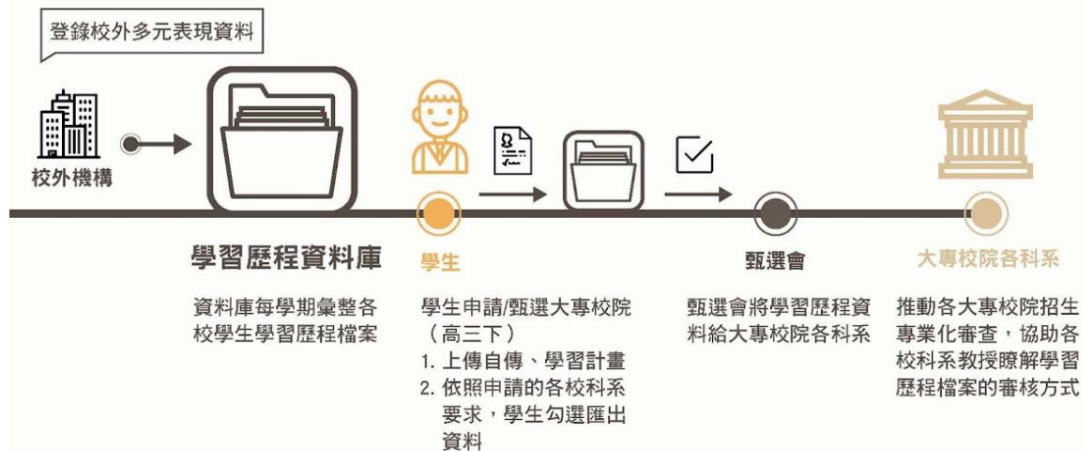 登錄校外多元表現資料
校外機構
學習歷程資料庫
資料庫每學期彙整各
校學生學習歷程檔案
學生
學生申請/甄選大專校院
（高三下）
1. 上傳自傳、學習計畫
2. 依照申請的各校科系
要求，學生勾選匯出
資料
甄選會
甄選會將學習歷程資
料給大專校院各科系
大專校院各科系
推動各大專校院招生
專業化審查，協助各
校科系教授瞭解學習
歷程檔案的審核方式